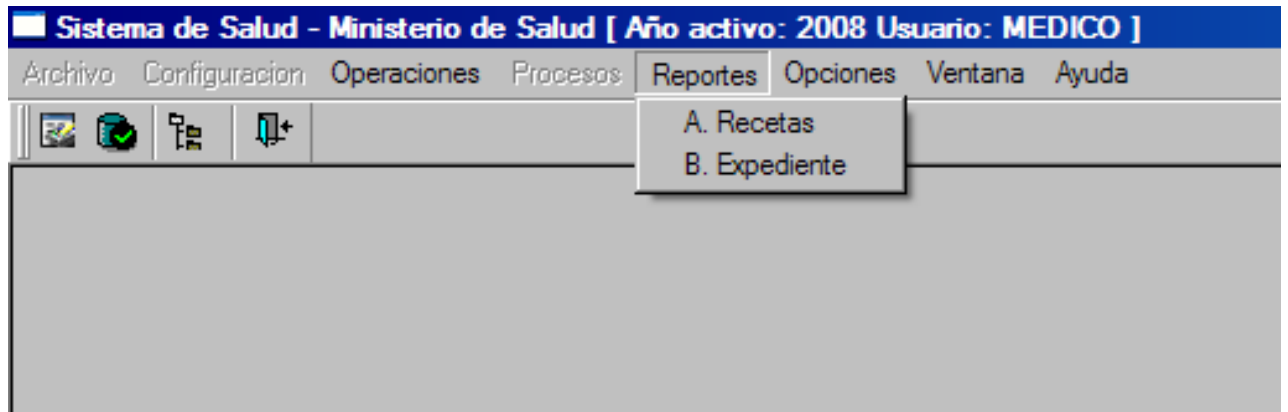 Sistema de Salud - Ministerio de Salud [ Año activo: 2008 Usuario: MEDICO ]
Archivo Configuracion Operaciones Procesos Reportes Opciones Ventana Ayuda
A. Recetas
B. Expediente